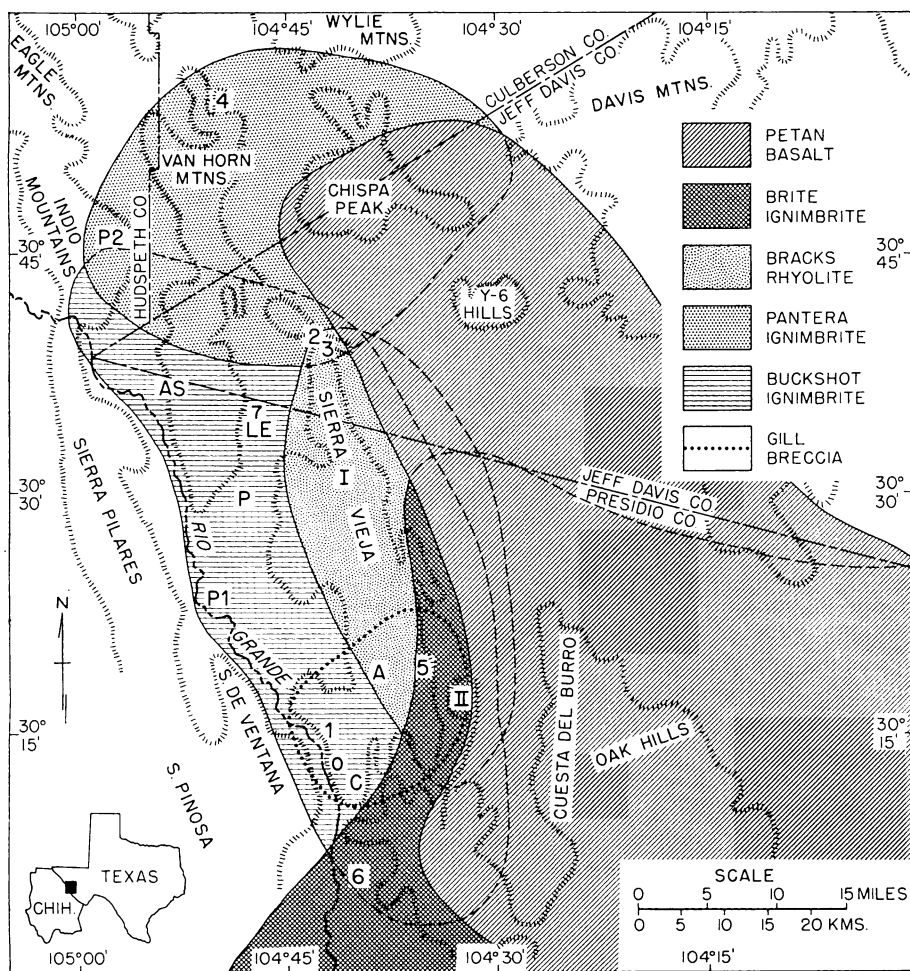 105°00'
104°45'
104°30'
104°15'
WYLIE
MTNS.
EAGLE
MTNS.
CULBERSON CO.
JEFF DAVIS CO.
DAVIS MTNS.
4
VAN HORN
MTNS.
CHISPA
PEAK
INDIO
MOUNTAINS
HUDSPETH CO
P2
30°
45'
30°
45'
Y-6
HILLS
PETAN
BASALT
BRITE
IGNIMBRITE
BRACKS
RHYOLITE
PANTERA
IGNIMBRITE
BUCKSHOT
IGNIMBRITE
GILL
BRECCIA
2
3
AS
7
LE
SIERRA
I
VIEJA
SIERRA PILARES
P
RIO
30°
30'
30°
30'
JEFF DAVIS CO.
PRESIDIO CO.
N
P1
GRANDE
A
5
II
S. DE VENTANA
CUESTA DEL BURRO
OAK HILLS
30°
15'
30°
15'
1
O
C
S. PINOSA
6
TEXAS
CHIH.
SCALE
0 5 10 15 MILES
0 5 10 15 20 KMS.
105°00'
104°45'
104°30'
104°15'